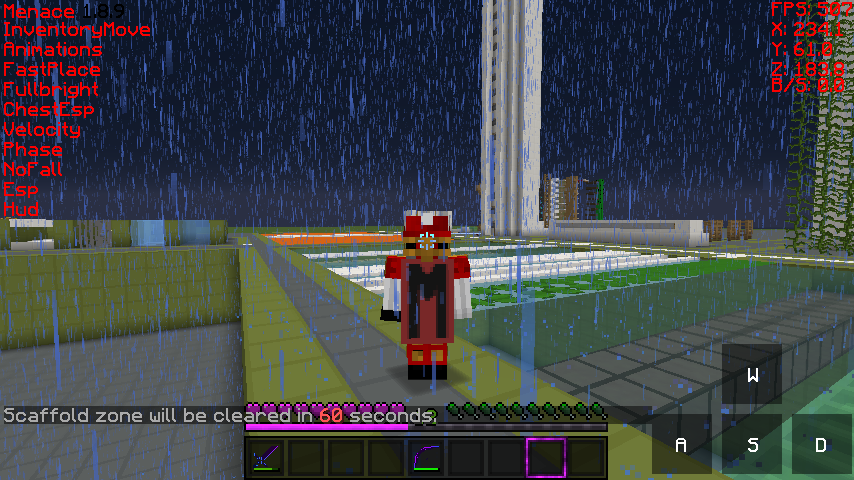 Menace 1.8.9
InventoryMove
Animations
FastPlace
Fullbright
ChestEsp
Velocity
Phase
NoFall
Esp
Hud
FPS: 507
X: 234.1
Y: 61.0
Z: 183.8
B/S: 0.0
Scaffold zone will be cleared in 60 seconds.
W
A S D